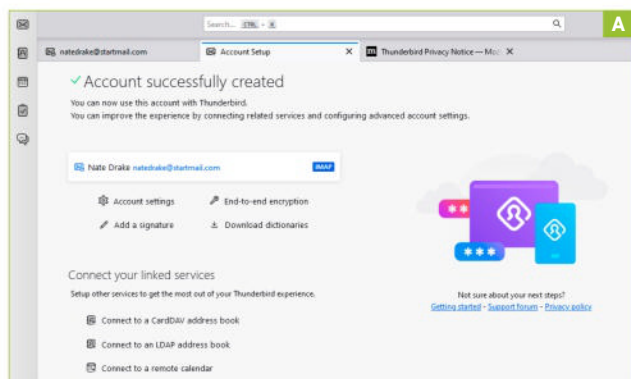 Search... CTRL + K
A
natedrake@startmail.com
Account Setup
Thunderbird Privacy Notice — Moz
Account successfully created
You can now use this account with Thunderbird.
You can improve the experience by connecting related services and configuring advanced account settings.
Nate Drake natedrake@startmail.com IMAP
Account settings
End-to-end encryption
Add a signature
Download dictionaries
Connect your linked services
Setup other services to get the most out of your Thunderbird experience.
Connect to a CardDAV address book
Connect to an LDAP address book
Connect to a remote calendar
Not sure about your next steps?
Getting started - Support forum - Privacy policy